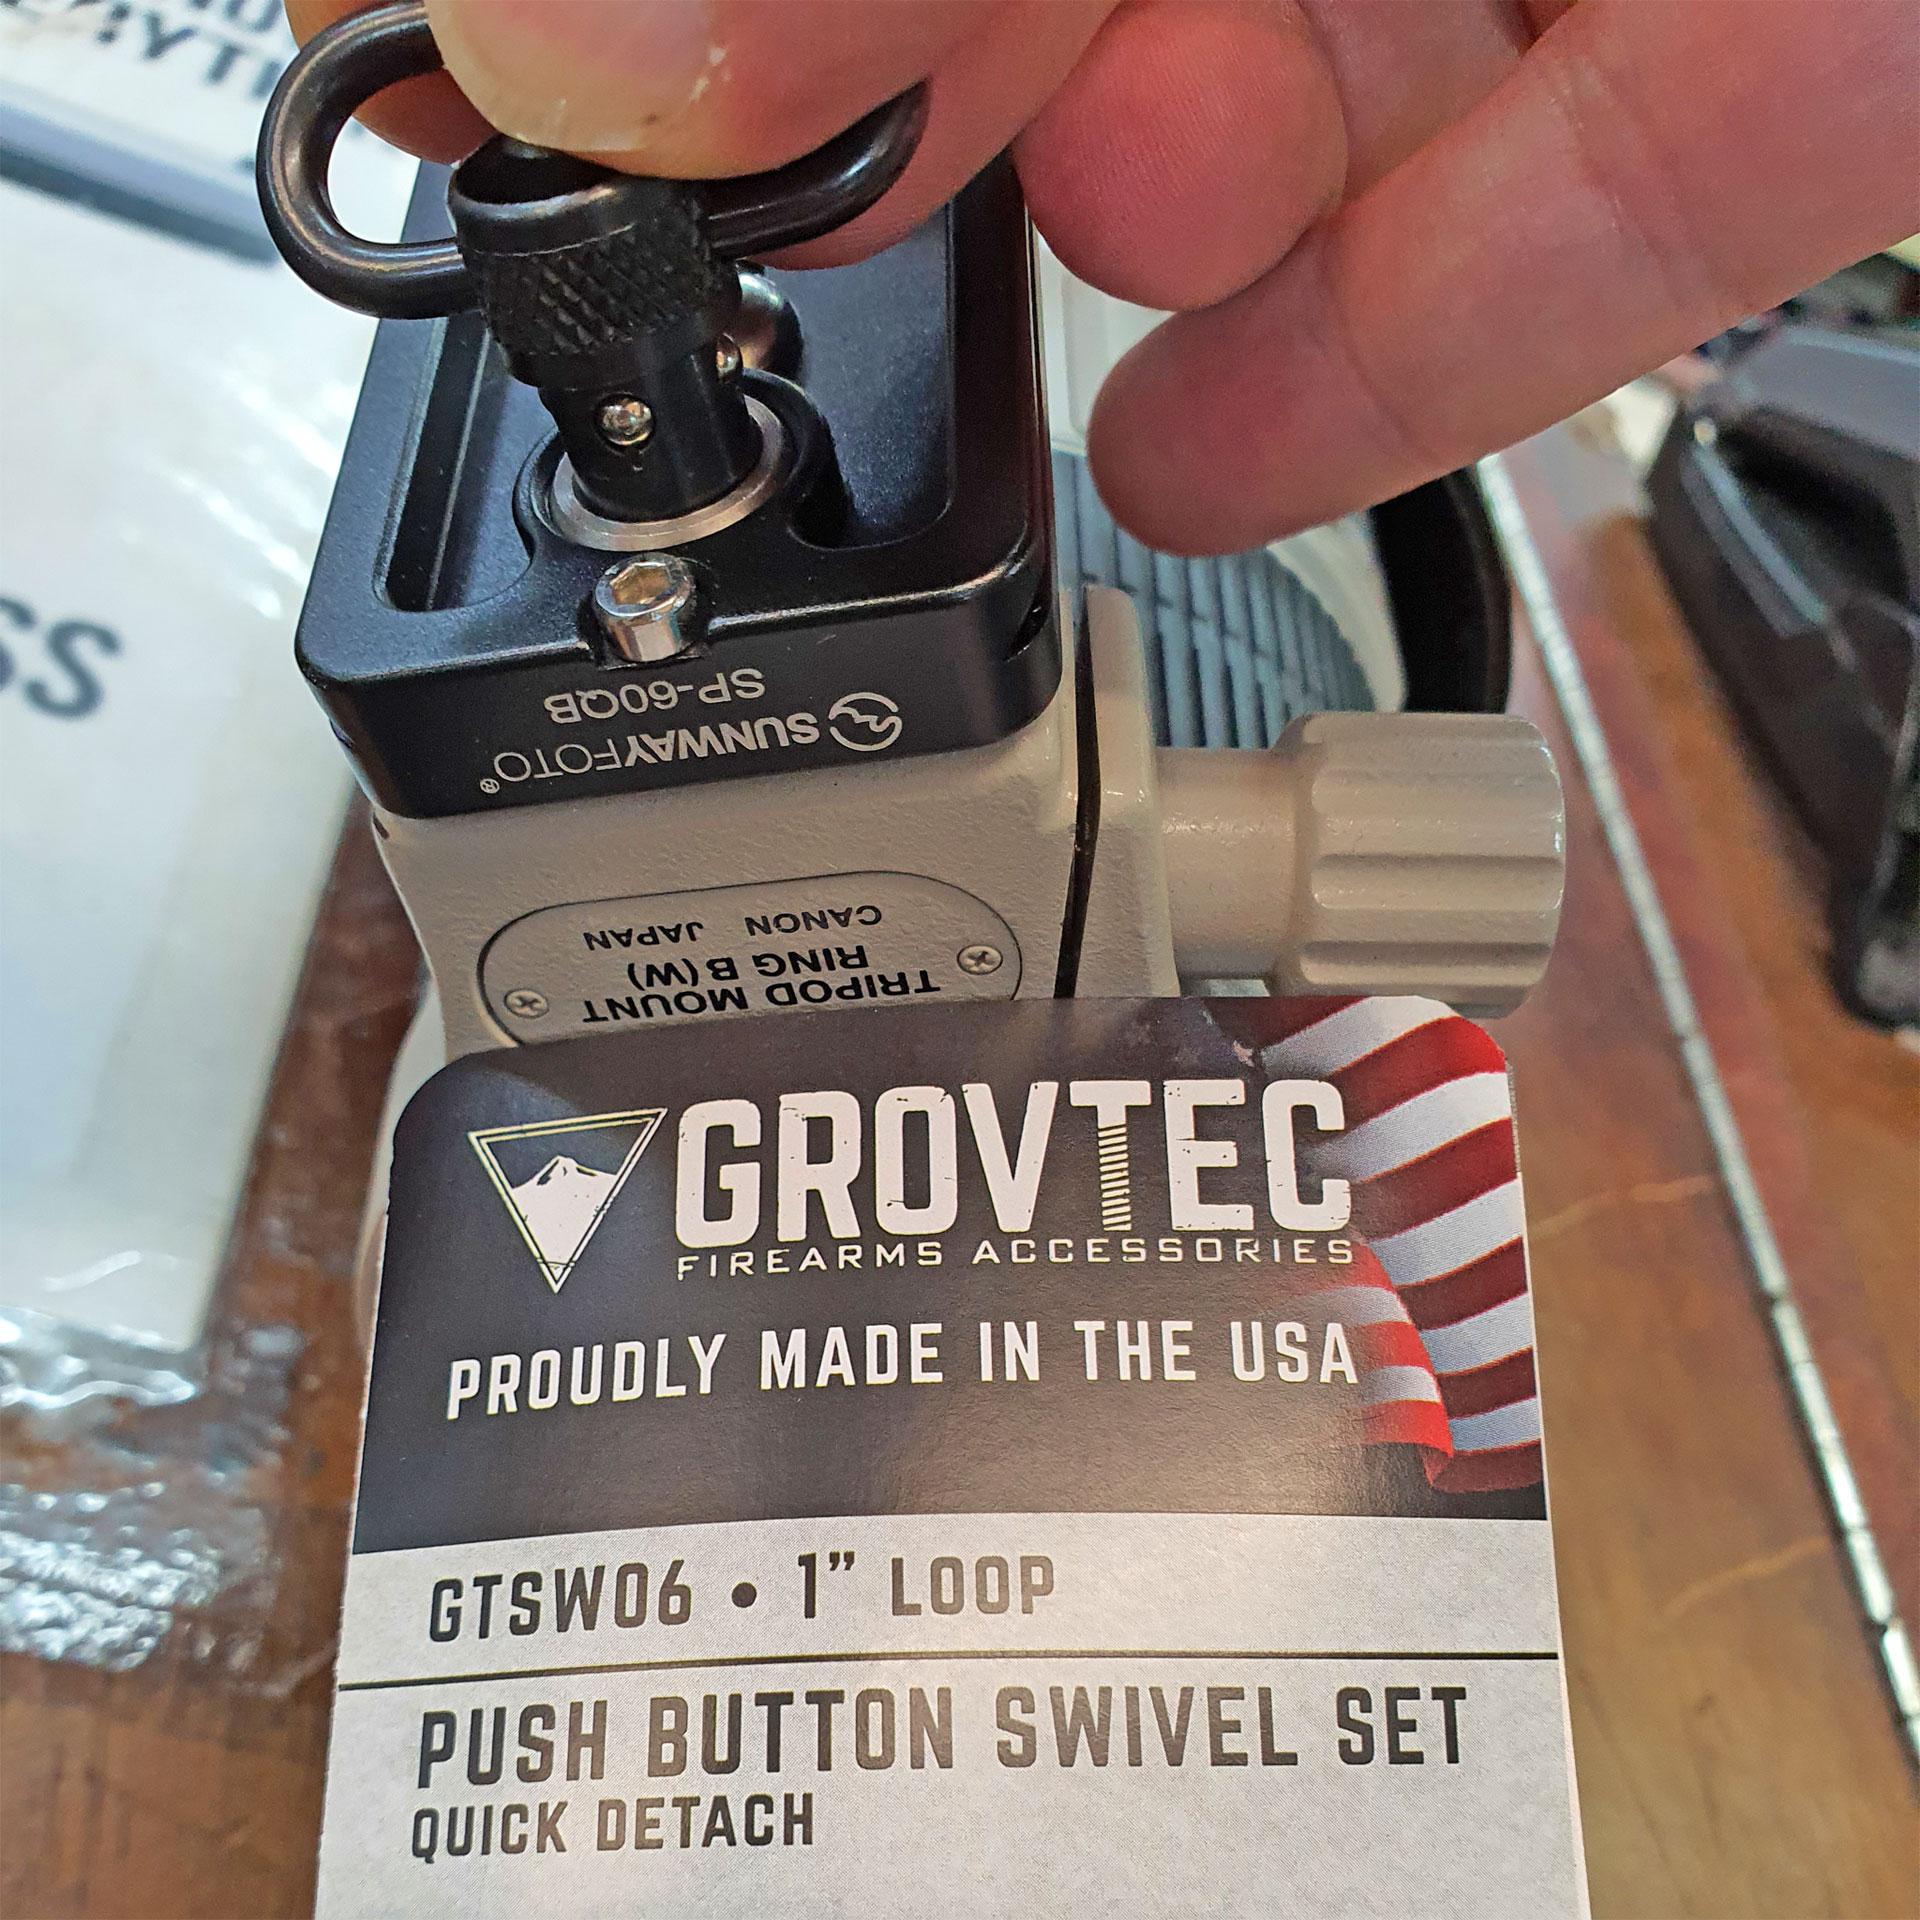 SS
SP-60QB
SUNWAYFOTO®
CANON JAPAN
RING B (W)
TRIPOD MOUNT
GROVTEC
FIREARMS ACCESSORIES
PROUDLY MADE IN THE USA
GTSW06 • 1” LOOP
PUSH BUTTON SWIVEL SET
QUICK DETACH